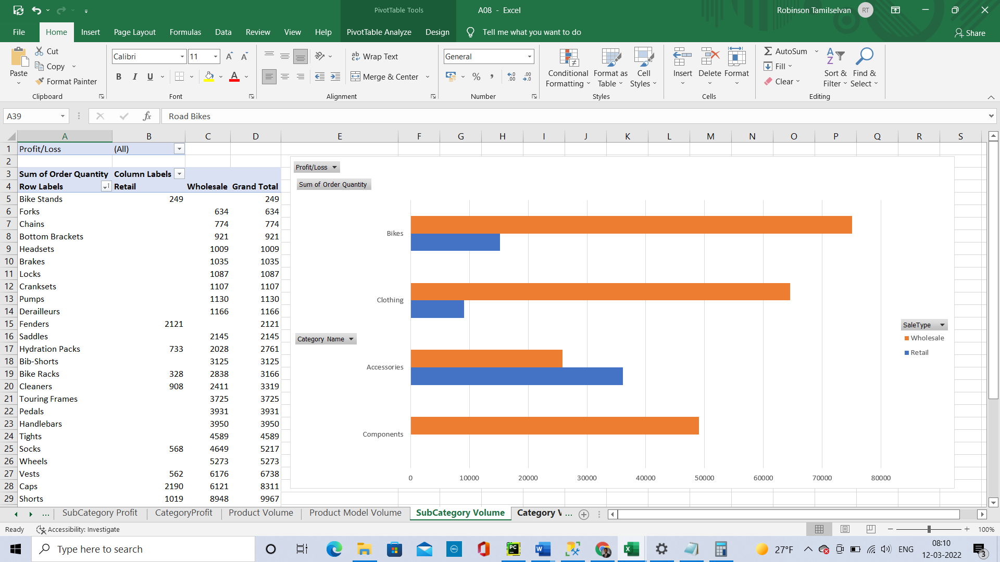 PivotTable Tools
A08 - Excel
Robinson Tamilselvan
RT
File Home Insert Page Layout Formulas Data Review View Help PivotTable Analyze Design Tell me what you want to do Share
Paste
Cut
Copy
Format Painter
Clipboard
Calibri 11
B I U A
Font
Wrap Text
Merge & Center
Alignment
General
Number
Conditional Formatting
Format as Table
Cell Styles
Styles
Insert Delete Format
Cells
AutoSum
Fill
Clear
Sort & Filter
Find & Select
Editing
A39 fx Road Bikes
A B C D E F G H I J K L M N O P Q R S
1 Profit/Loss (All)
2
3 Sum of Order Quantity Column Labels
4 Row Labels Retail Wholesale Grand Total
5 Bike Stands 249 249
6 Forks 634 634
7 Chains 774 774
8 Bottom Brackets 921 921
9 Headsets 1009 1009
10 Brakes 1035 1035
11 Locks 1087 1087
12 Cranksets 1107 1107
13 Pumps 1130 1130
14 Derailleurs 1166 1166
15 Fenders 2121 2121
16 Saddles 2145 2145
17 Hydration Packs 733 2028 2761
18 Bib-Shorts 3125 3125
19 Bike Racks 328 2838 3166
20 Cleaners 908 2411 3319
21 Touring Frames 3725 3725
22 Pedals 3931 3931
23 Handlebars 3950 3950
24 Tights 4589 4589
25 Socks 568 4649 5217
26 Wheels 5273 5273
27 Vests 562 6176 6738
28 Caps 2190 6121 8311
29 Shorts 1019 8948 9967
Profit/Loss
Sum of Order Quantity
Bikes
Clothing
Category Name
Accessories
Components
0 10000 20000 30000 40000 50000 60000 70000 80000
SaleType
Wholesale
Retail
... SubCategory Profit CategoryProfit Product Volume Product Model Volume SubCategory Volume Category V ...
Ready Accessibility: Investigate 100%
Type here to search
27°F ENG
08:10
12-03-2022
3